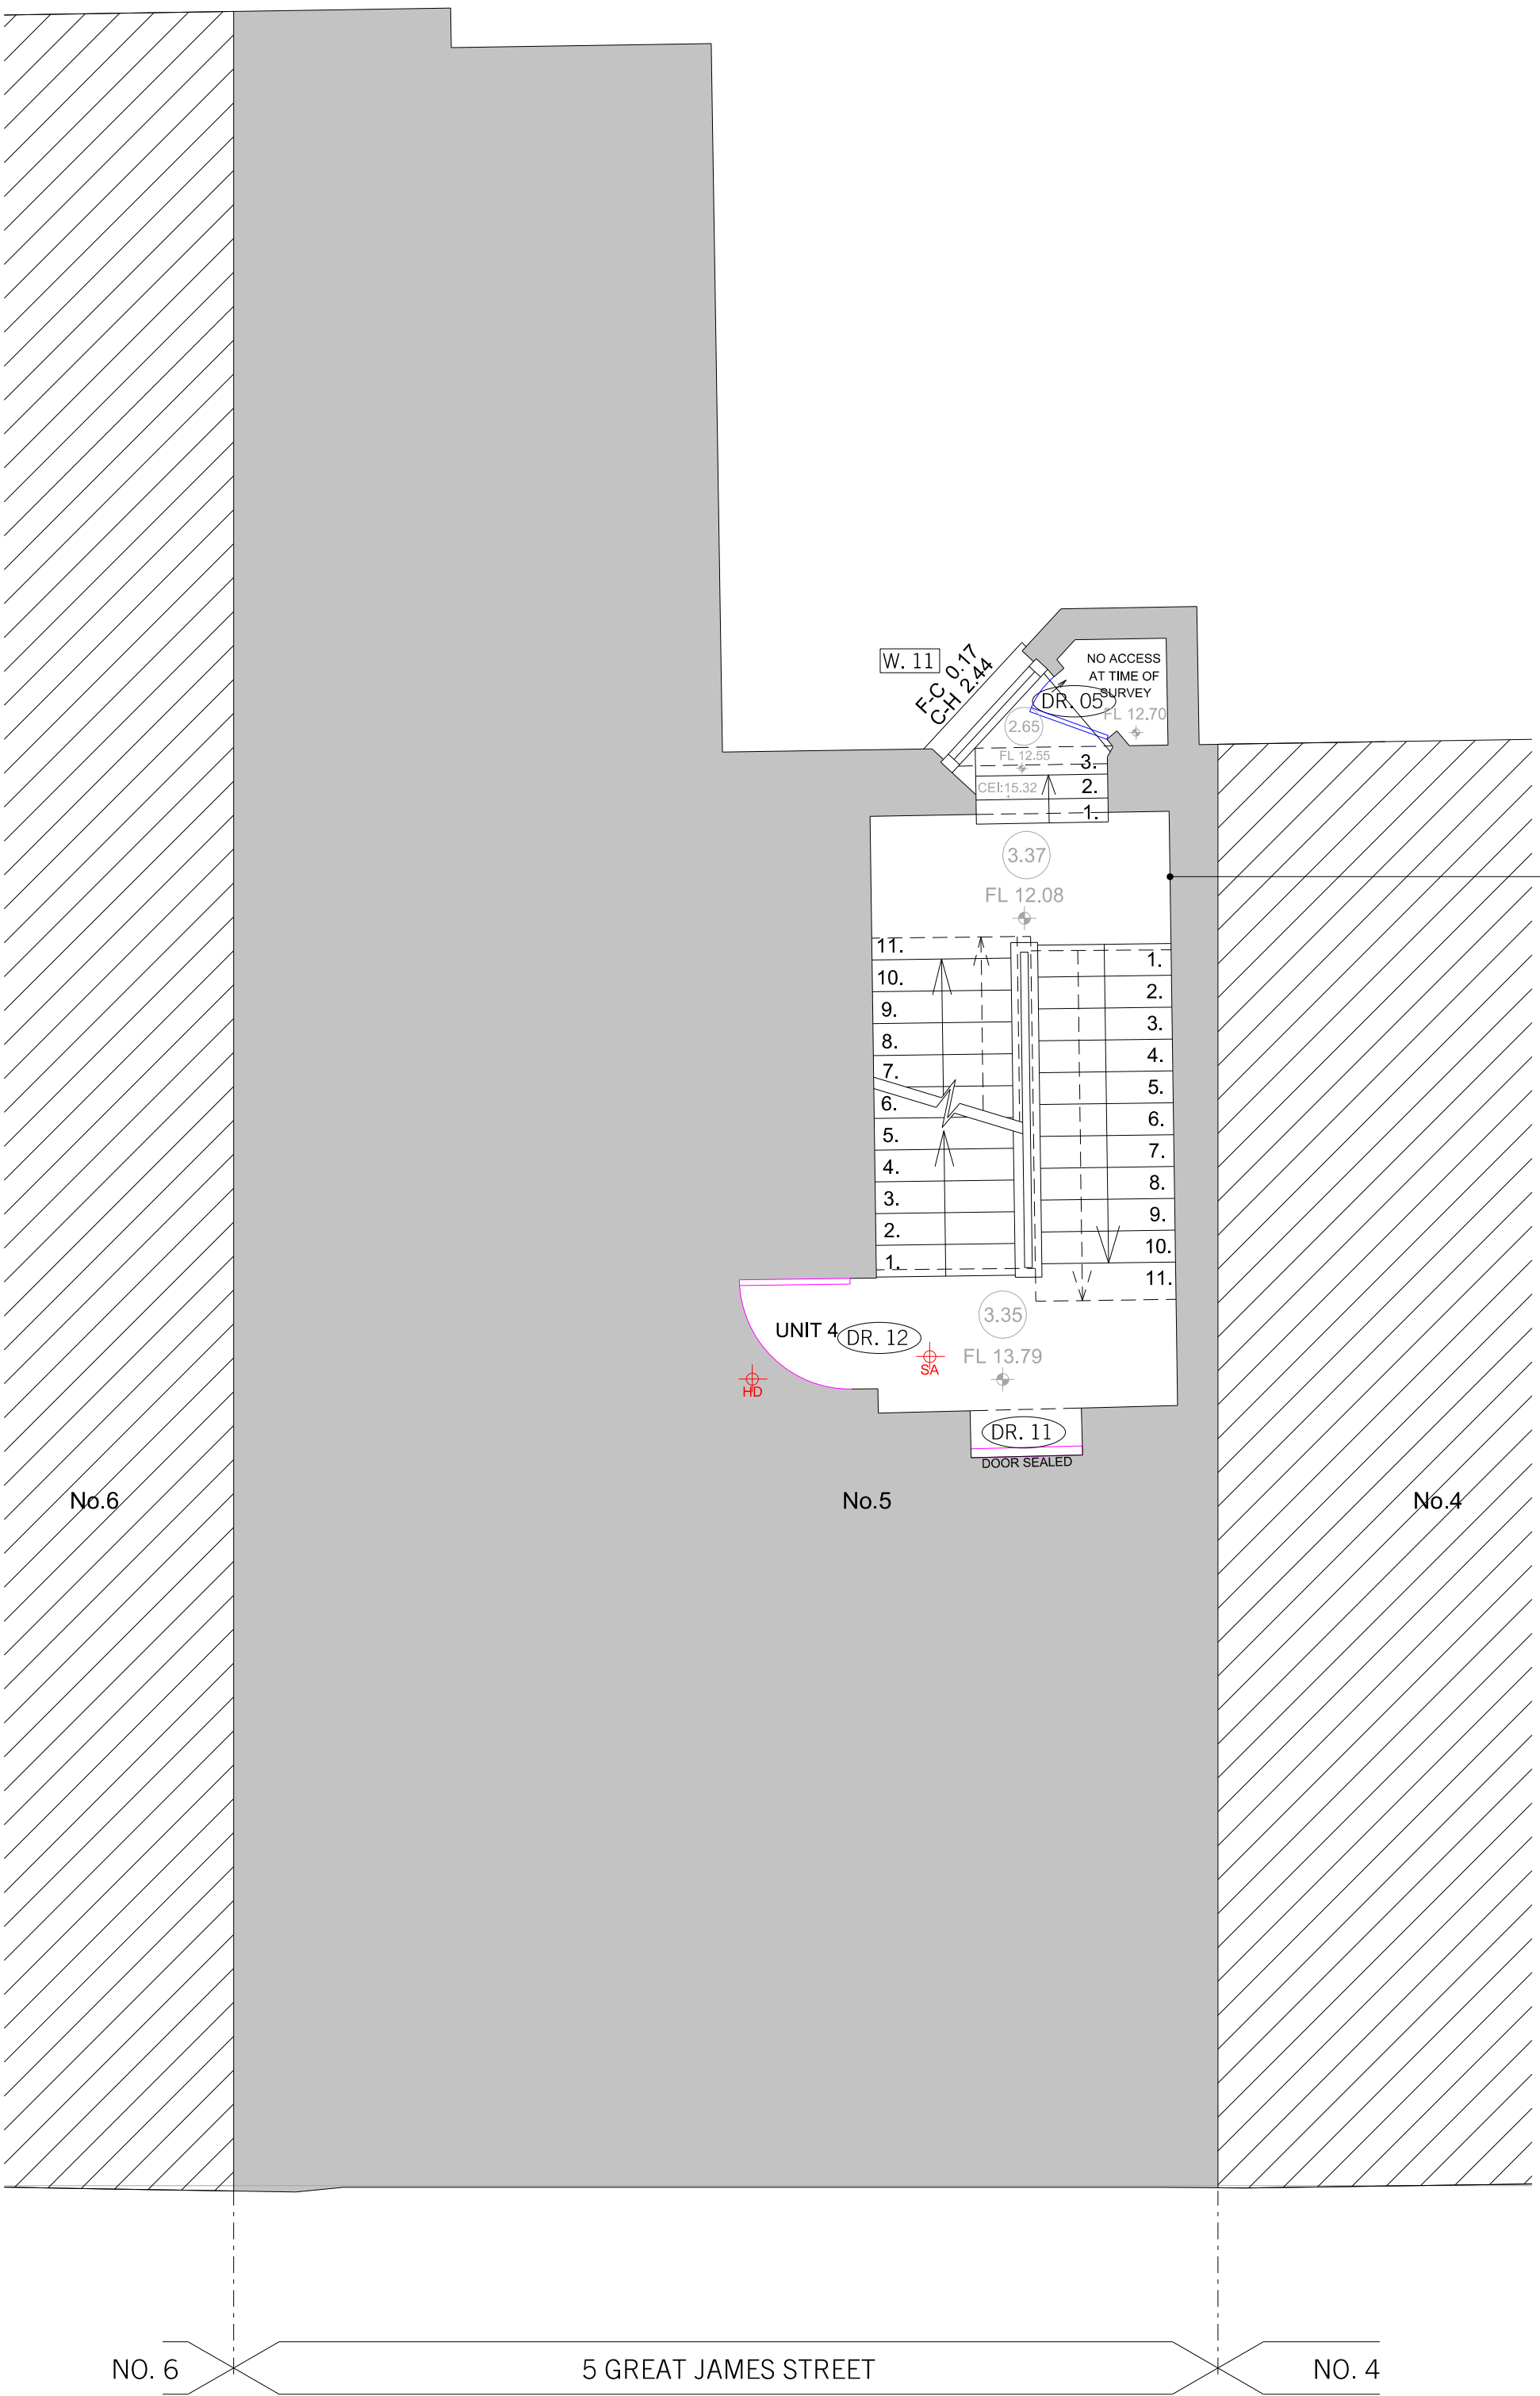 W. 11
F-C 0.17
C-H 2.44
NO ACCESS
AT TIME OF
SURVEY
DR. 05
FL 12.70
2.65
FL 12.55
CEI:15.32
3.
2.
1.
3.37
FL 12.08
11.
10.
9.
8.
7.
6.
5.
4.
3.
2.
1.
1.
2.
3.
4.
5.
6.
7.
8.
9.
10.
11.
3.35
UNIT 4
DR. 12
FL 13.79
SA
HD
DR. 11
DOOR SEALED
No.6
No.5
No.4
NO. 6
5 GREAT JAMES STREET
NO. 4